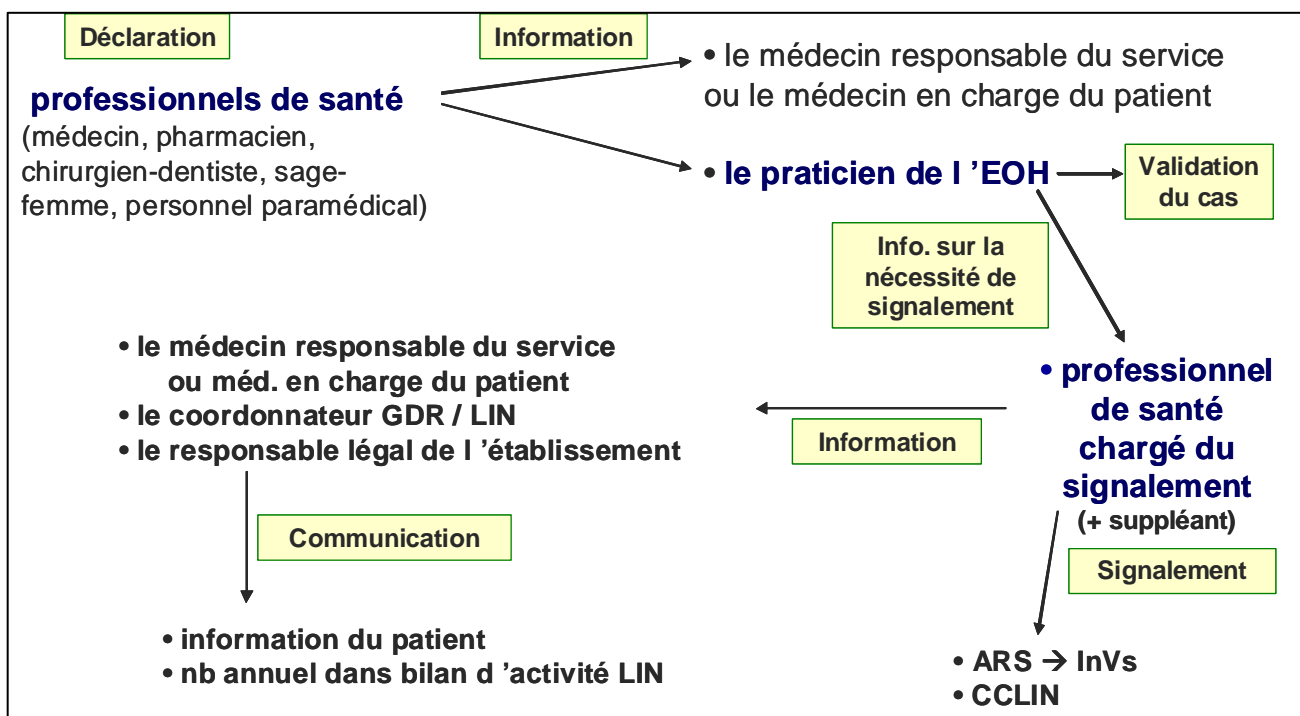 Déclaration
Information
professionnels de santé
(médecin, pharmacien,
chirurgien-dentiste, sage-
femme, personnel paramédical)
• le médecin responsable du service
ou le médecin en charge du patient
• le praticien de l ’EOH
Validation
du cas
Info. sur la
nécessité de
signalement
• professionnel
de santé
chargé du
signalement
(+ suppléant)
Information
• le médecin responsable du service
ou méd. en charge du patient
• le coordonnateur GDR / LIN
• le responsable légal de l ’établissement
Communication
• information du patient
• nb annuel dans bilan d ’activité LIN
Signalement
• ARS → InVs
• CCLIN